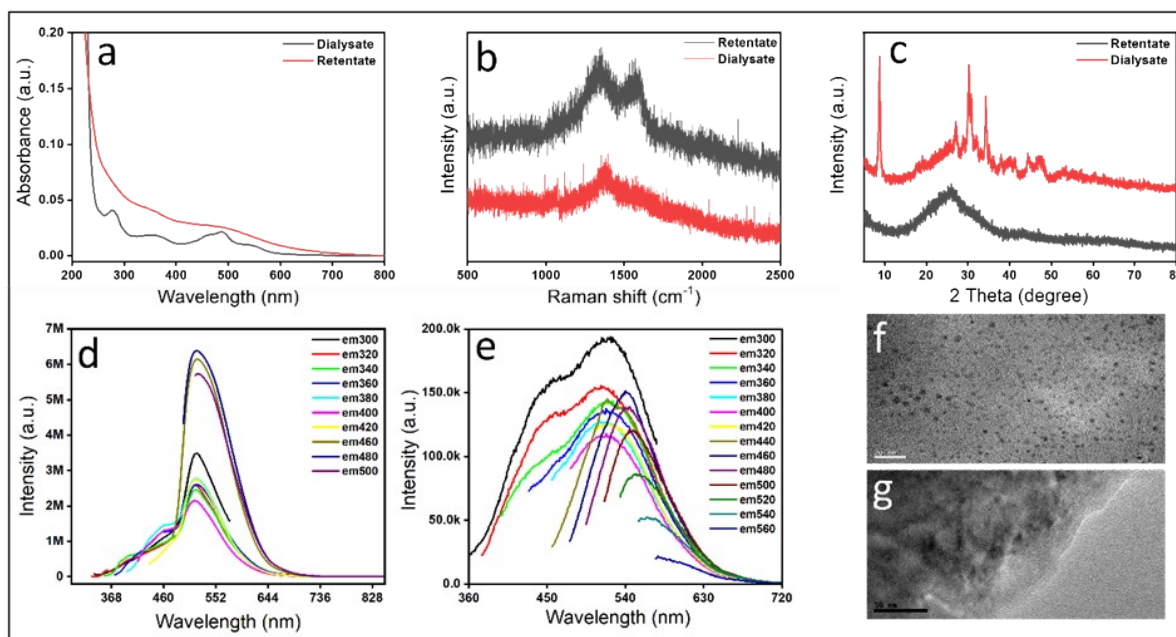 a
0.20
0.15
0.10
0.05
0.00
200 300 400 500 600 700 800
Absorbance (a.u.)
Wavelength (nm)
Dialysate
Retentate
b
Intensity (a.u.)
500 1000 1500 2000 2500
Raman shift (cm-1)
Retentate
Dialysate
c
Intensity (a.u.)
10 20 30 40 50 60 70 80
2 Theta (degree)
Retentate
Dialysate
d
7M
6M
5M
4M
3M
2M
1M
0
368 460 552 644 736 828
Intensity (a.u.)
Wavelength (nm)
em300
em320
em340
em360
em380
em400
em420
em460
em480
em500
e
200.0k
150.0k
100.0k
50.0k
0.0
360 450 540 630 720
Intensity (a.u.)
Wavelength (nm)
em300
em320
em340
em360
em380
em400
em420
em440
em460
em480
em500
em520
em540
em560
f
g
10 nm